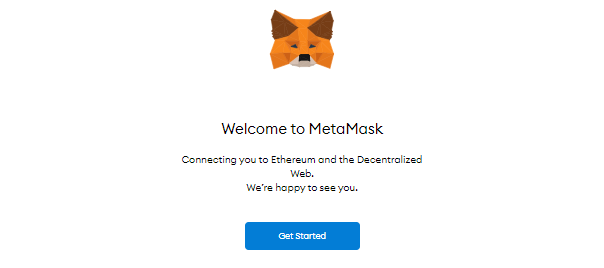 Welcome to MetaMask
Connecting you to Ethereum and the Decentralized
Web.
We're happy to see you.
Get Started